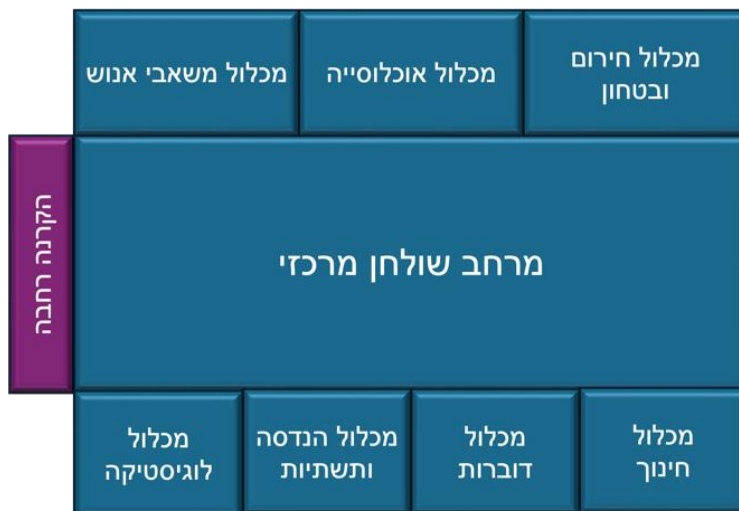 מכלול חירום
ובטחון
מכלול אוכלוסייה
מכלול משאבי אנוש
מרחב שולחן מרכזי
הקרנה רחבה
מכלול
חינוך
מכלול
דוברות
מכלול הנדסה
ותשתיות
מכלול
לוגיסטיקה